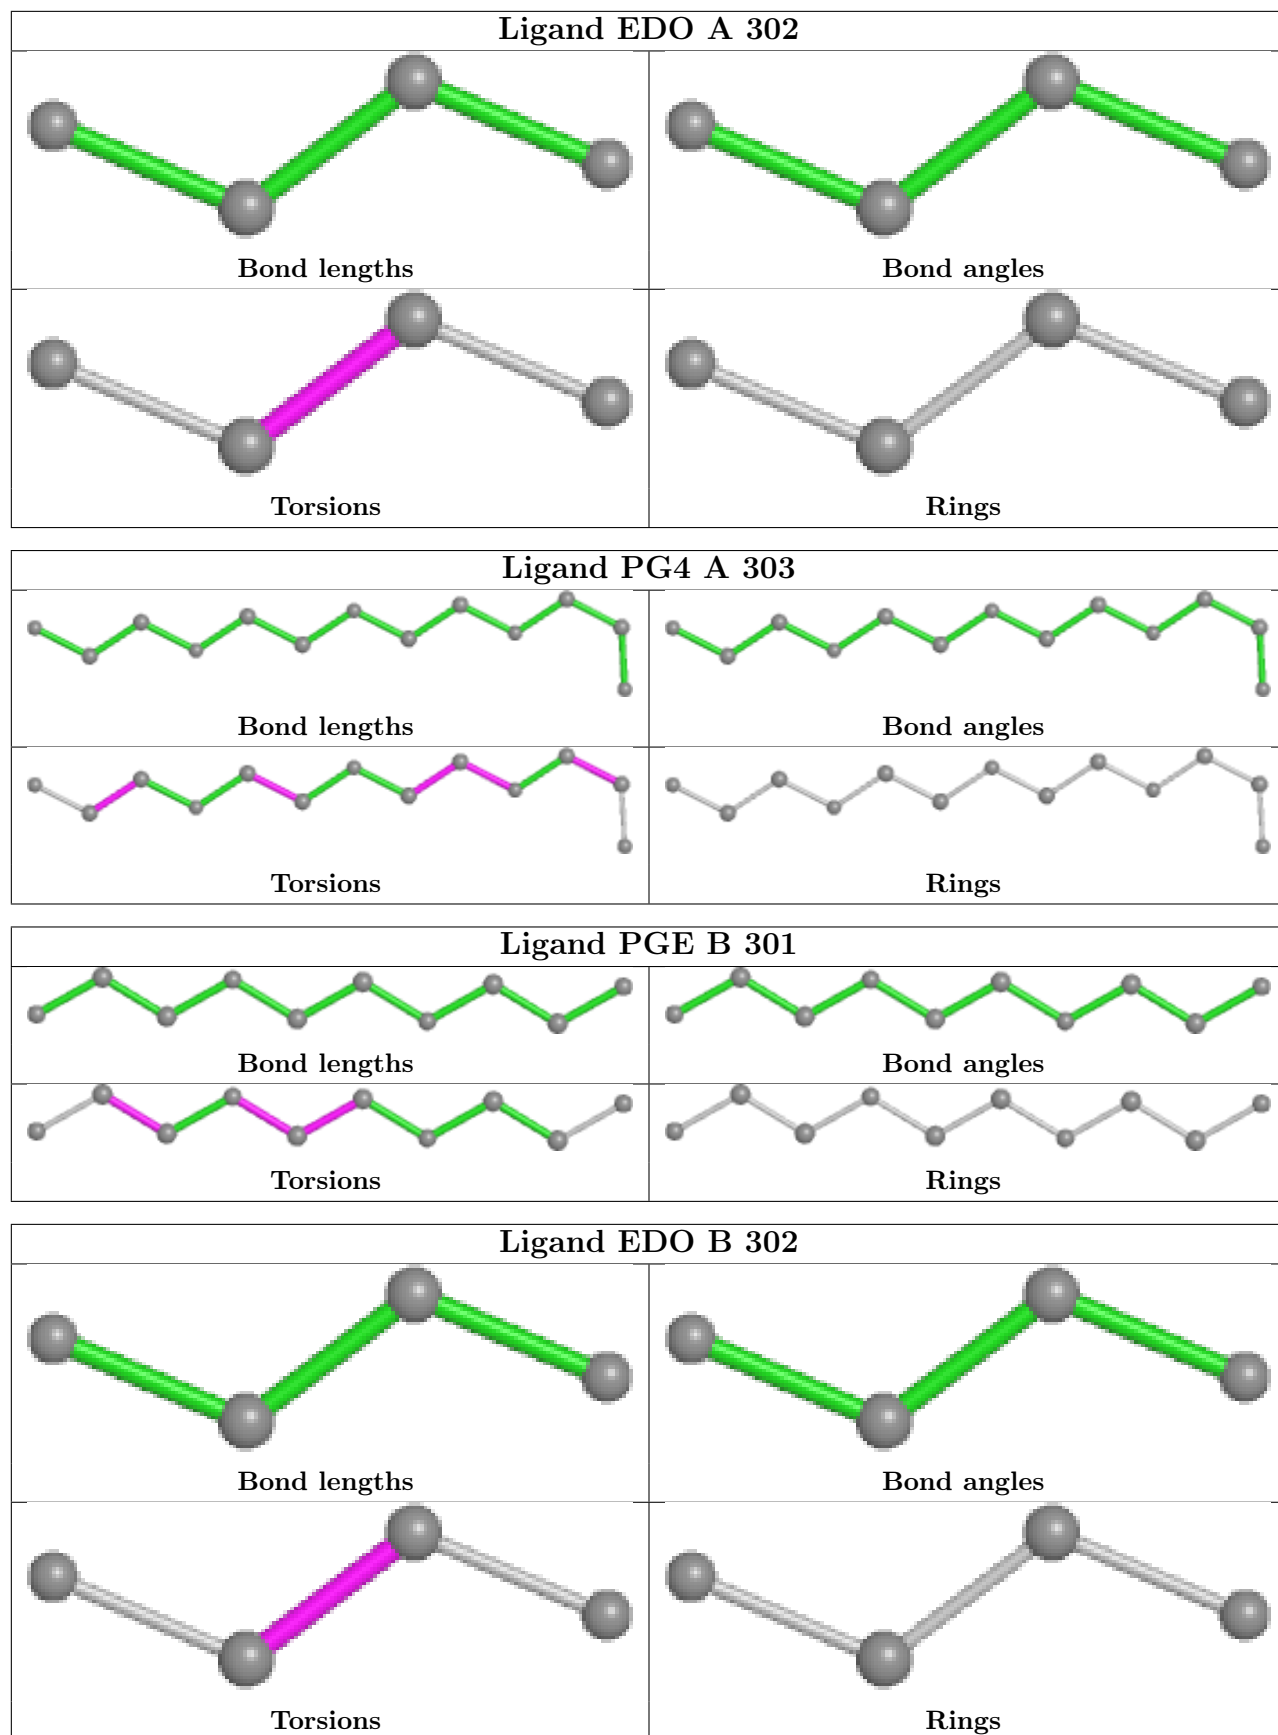 Ligand EDO A 302
Bond lengths
Bond angles
Torsions
Rings
Ligand PG4 A 303
Bond lengths
Bond angles
Torsions
Rings
Ligand PGE B 301
Bond lengths
Bond angles
Torsions
Rings
Ligand EDO B 302
Bond lengths
Bond angles
Torsions
Rings